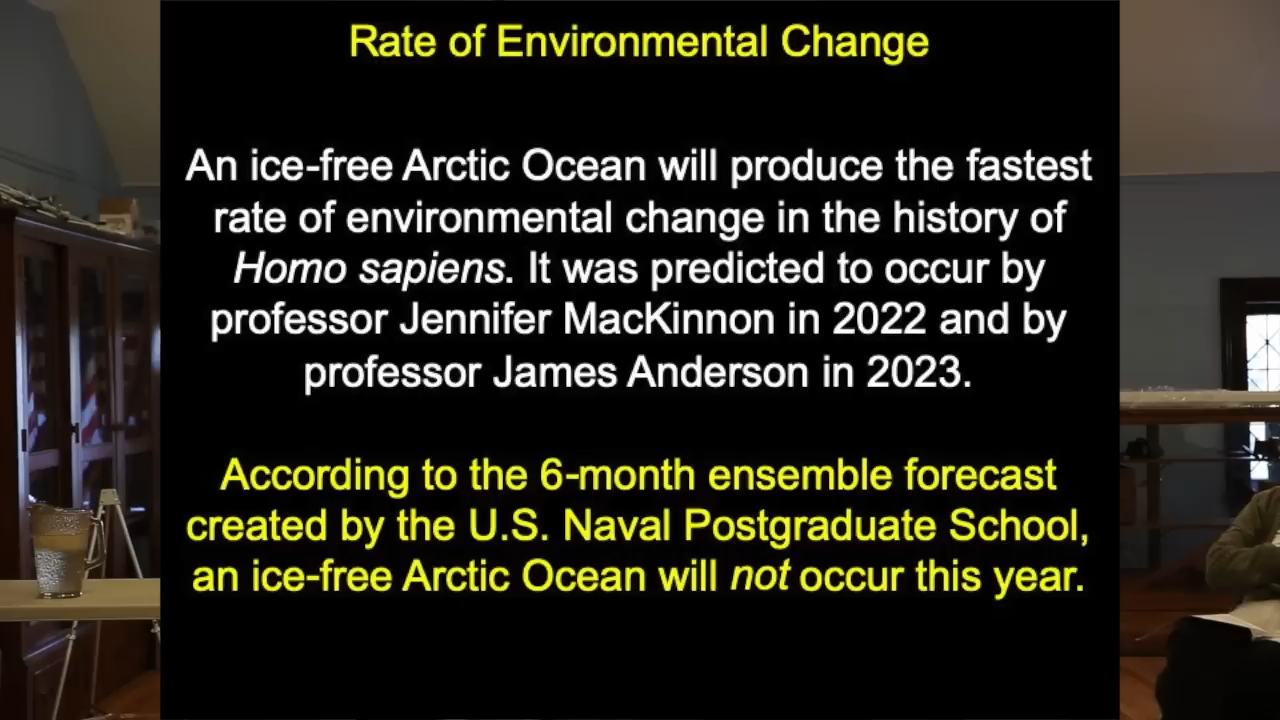 Rate of Environmental Change
An ice-free Arctic Ocean will produce the fastest
rate of environmental change in the history of
Homo sapiens. It was predicted to occur by
professor Jennifer MacKinnon in 2022 and by
professor James Anderson in 2023.
According to the 6-month ensemble forecast
created by the U.S. Naval Postgraduate School,
an ice-free Arctic Ocean will not occur this year.